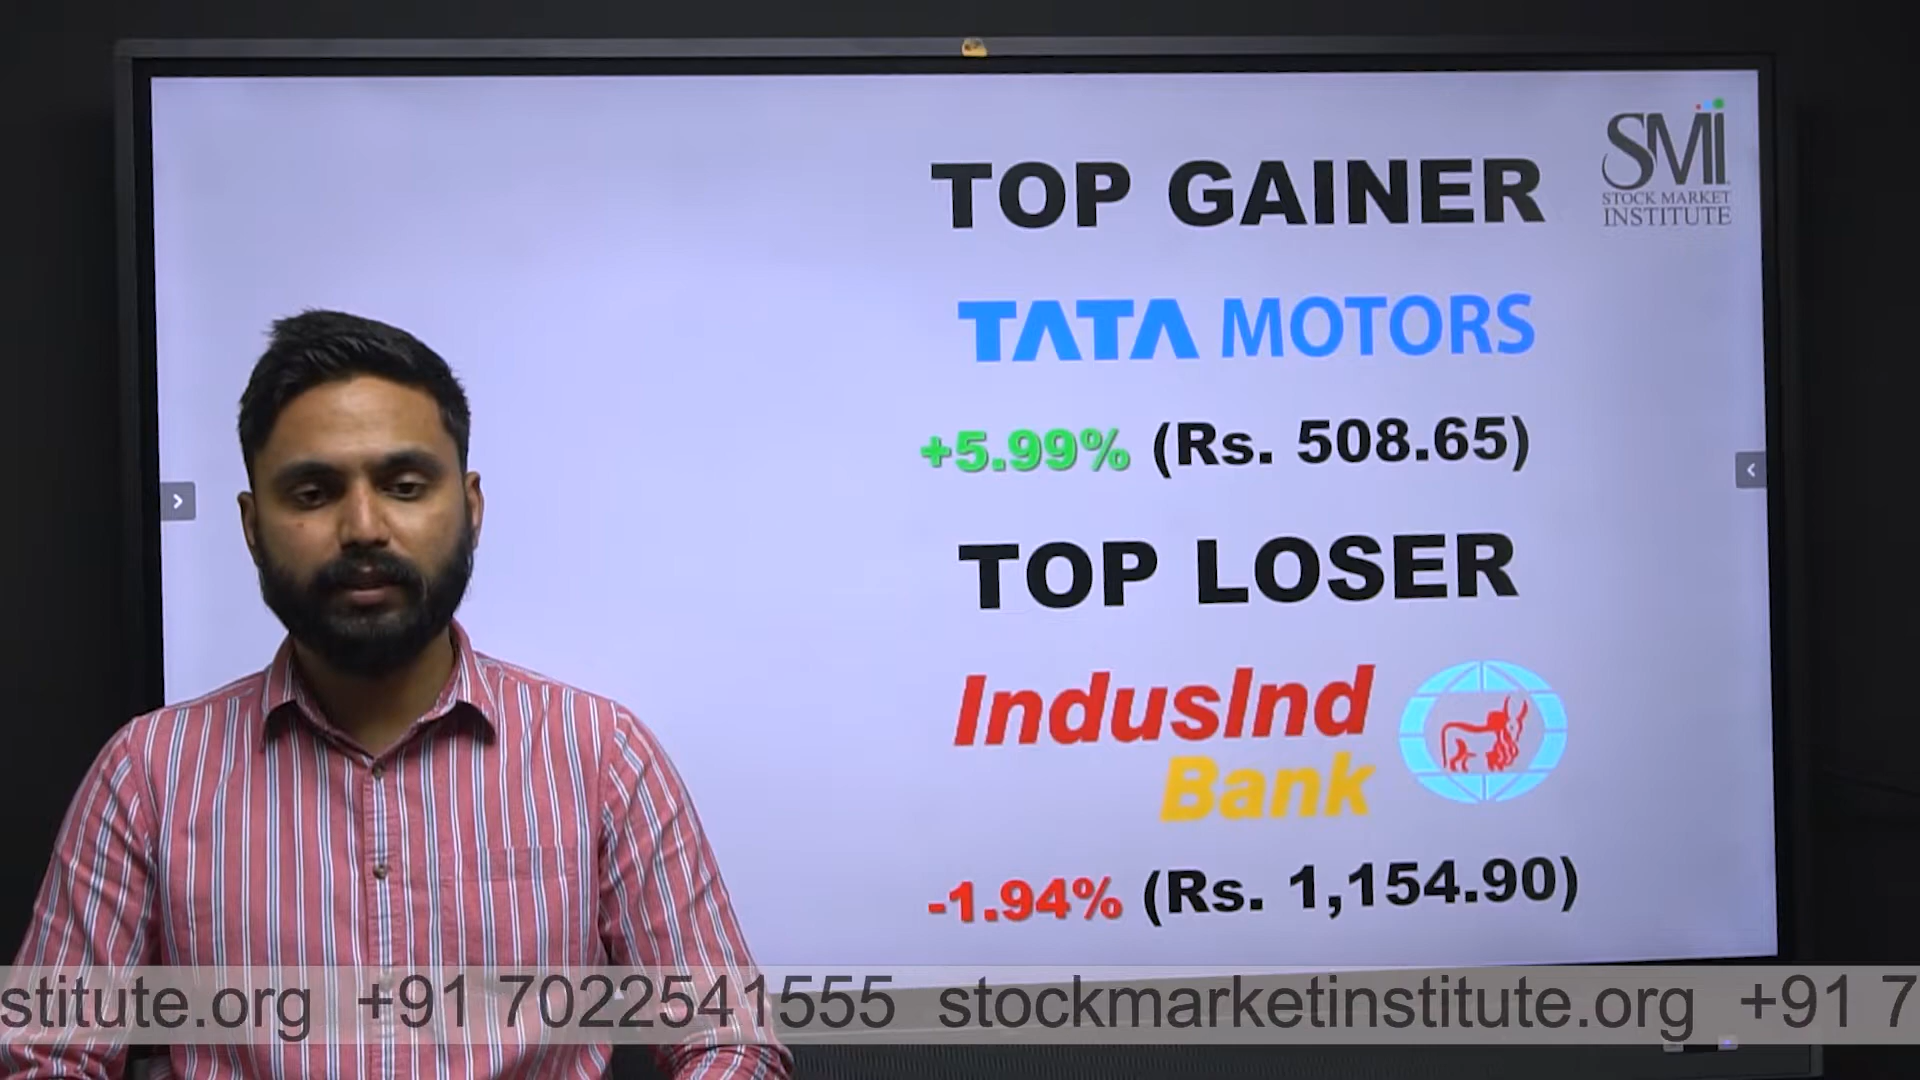 SMI
STOCK MARKET
INSTITUTE
TOP GAINER
TATA MOTORS
+5.99% (Rs. 508.65)
TOP LOSER
IndusInd
Bank
-1.94% (Rs. 1,154.90)
stitute.org +91 7022541555 stockmarketinstitute.org +91 7